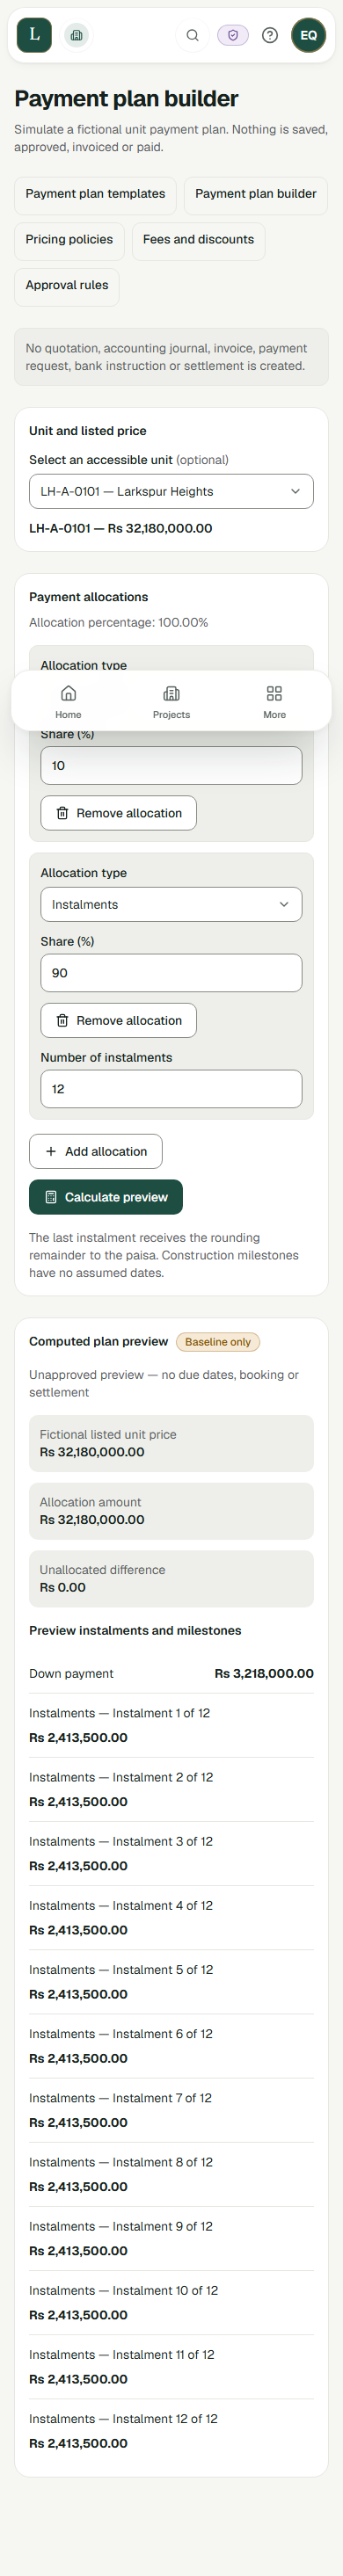 L
EQ
Payment plan builder
Simulate a fictional unit payment plan. Nothing is saved,
approved, invoiced or paid.
Payment plan templates
Payment plan builder
Pricing policies
Fees and discounts
Approval rules
No quotation, accounting journal, invoice, payment
request, bank instruction or settlement is created.
Unit and listed price
Select an accessible unit (optional)
LH-A-0101 — Larkspur Heights
LH-A-0101 — Rs 32,180,000.00
Payment allocations
Allocation percentage: 100.00%
Allocation type
Home
Projects
More
Share (%)
10
Remove allocation
Allocation type
Instalments
Share (%)
90
Remove allocation
Number of instalments
12
Add allocation
Calculate preview
The last instalment receives the rounding
remainder to the paisa. Construction milestones
have no assumed dates.
Computed plan preview
Baseline only
Unapproved preview — no due dates, booking or
settlement
Fictional listed unit price
Rs 32,180,000.00
Allocation amount
Rs 32,180,000.00
Unallocated difference
Rs 0.00
Preview instalments and milestones
Down payment Rs 3,218,000.00
Instalments — Instalment 1 of 12
Rs 2,413,500.00
Instalments — Instalment 2 of 12
Rs 2,413,500.00
Instalments — Instalment 3 of 12
Rs 2,413,500.00
Instalments — Instalment 4 of 12
Rs 2,413,500.00
Instalments — Instalment 5 of 12
Rs 2,413,500.00
Instalments — Instalment 6 of 12
Rs 2,413,500.00
Instalments — Instalment 7 of 12
Rs 2,413,500.00
Instalments — Instalment 8 of 12
Rs 2,413,500.00
Instalments — Instalment 9 of 12
Rs 2,413,500.00
Instalments — Instalment 10 of 12
Rs 2,413,500.00
Instalments — Instalment 11 of 12
Rs 2,413,500.00
Instalments — Instalment 12 of 12
Rs 2,413,500.00